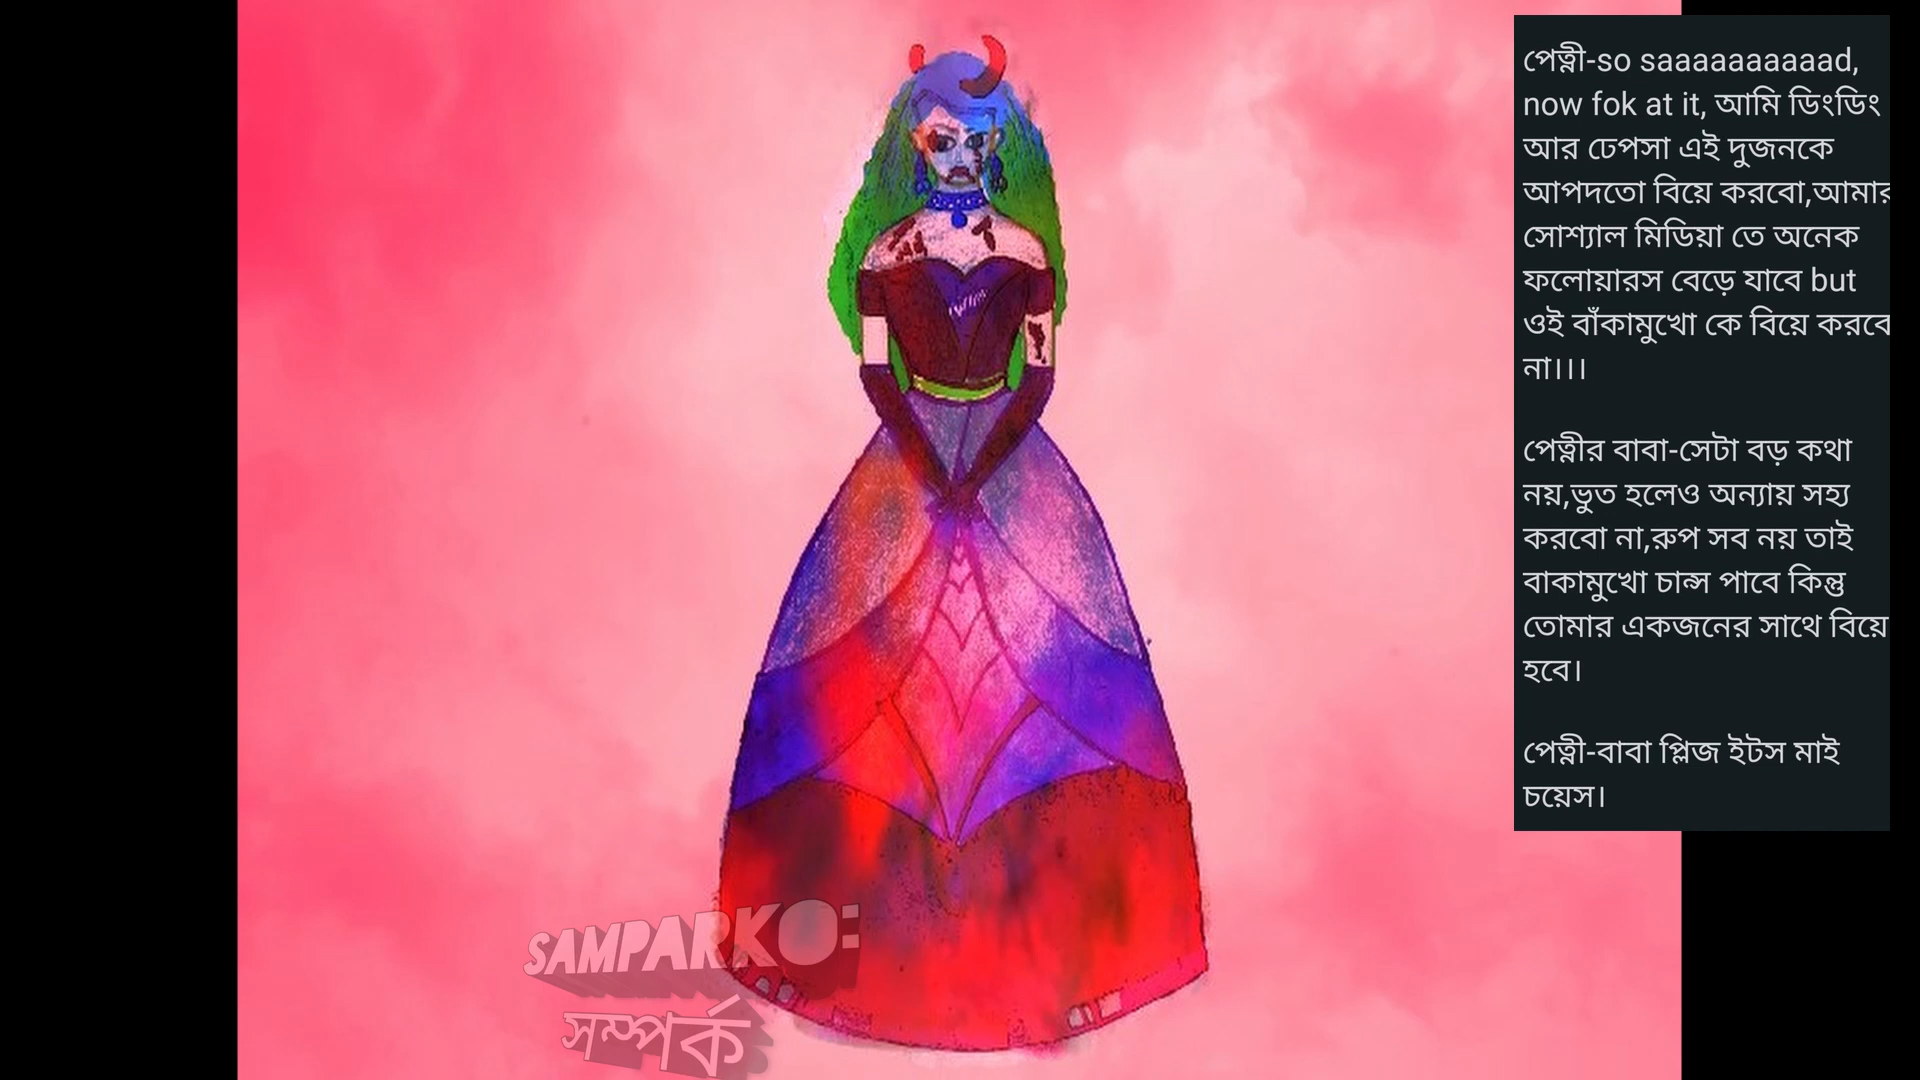 পেত্নী-so saaaaaaaaaad,
now fok at it, আমি ডিংডিং
আর ঢেপসা এই দুজনকে
আপদতো বিয়ে করবো,আমার
সোশ্যাল মিডিয়া তে অনেক
ফলোয়ারস বেড়ে যাবে but
ওই বাঁকামুখো কে বিয়ে করবো
না।।।
পেত্নীর বাবা-সেটা বড় কথা
নয়,ভুত হলেও অন্যায় সহ্য
করবো না,রুপ সব নয় তাই
বাকামুখো চান্স পাবে কিন্তু
তোমার একজনের সাথে বিয়ে
হবে।
পেত্নী-বাবা প্লিজ ইটস মাই
চয়েস।
SAMPARKO:
সম্পর্ক